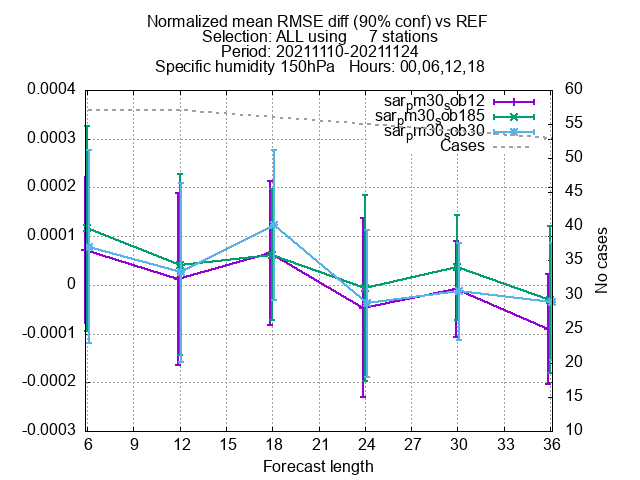 Normalized mean RMSE diff (90% conf) vs REF
Selection: ALL using     7 stations
Period: 20211110-20211124
Specific humidity 150hPa   Hours: 00,06,12,18
sar_pm30_sob12
sar_pm30_sob185
sar_pm30_sob30
Cases
0.0004
0.0003
0.0002
0.0001
0
-0.0001
-0.0002
-0.0003
60
55
50
45
40
35
30
25
20
15
10
No cases
6 9 12 15 18 21 24 27 30 33 36
Forecast length